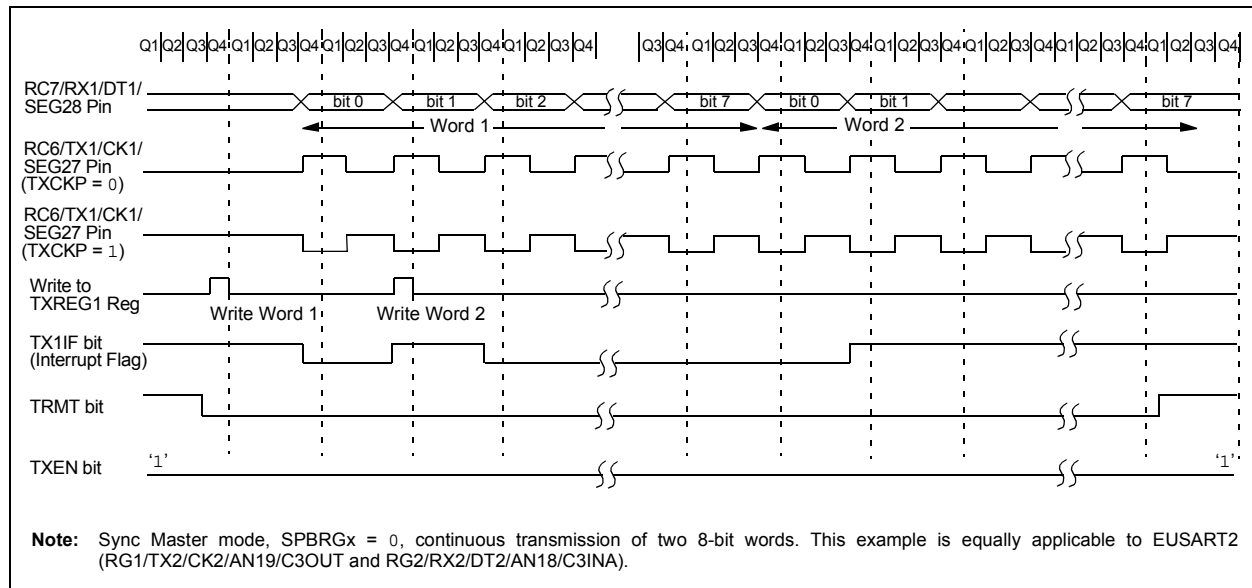 Q1 Q2 Q3 Q4 Q1 Q2 Q3 Q4 Q1 Q2 Q3 Q4 Q1 Q2 Q3 Q4 Q1 Q2 Q3 Q4 Q3 Q4 Q1 Q2 Q3 Q4 Q1 Q2 Q3 Q4 Q1 Q2 Q3 Q4 Q1 Q2 Q3 Q4 Q1 Q2 Q3 Q4
RC7/RX1/DT1/
SEG28 Pin
bit 0 bit 1 bit 2 bit 7 bit 0 bit 1 bit 7
Word 1 Word 2
RC6/TX1/CK1/
SEG27 Pin
(TXCKP = 0)
RC6/TX1/CK1/
SEG27 Pin
(TXCKP = 1)
Write to
TXREG1 Reg
Write Word 1 Write Word 2
TX1IF bit
(Interrupt Flag)
TRMT bit
TXEN bit
‘1’ ‘1’
Note: Sync Master mode, SPBRGx = 0, continuous transmission of two 8-bit words. This example is equally applicable to EUSART2
(RG1/TX2/CK2/AN19/C3OUT and RG2/RX2/DT2/AN18/C3INA).